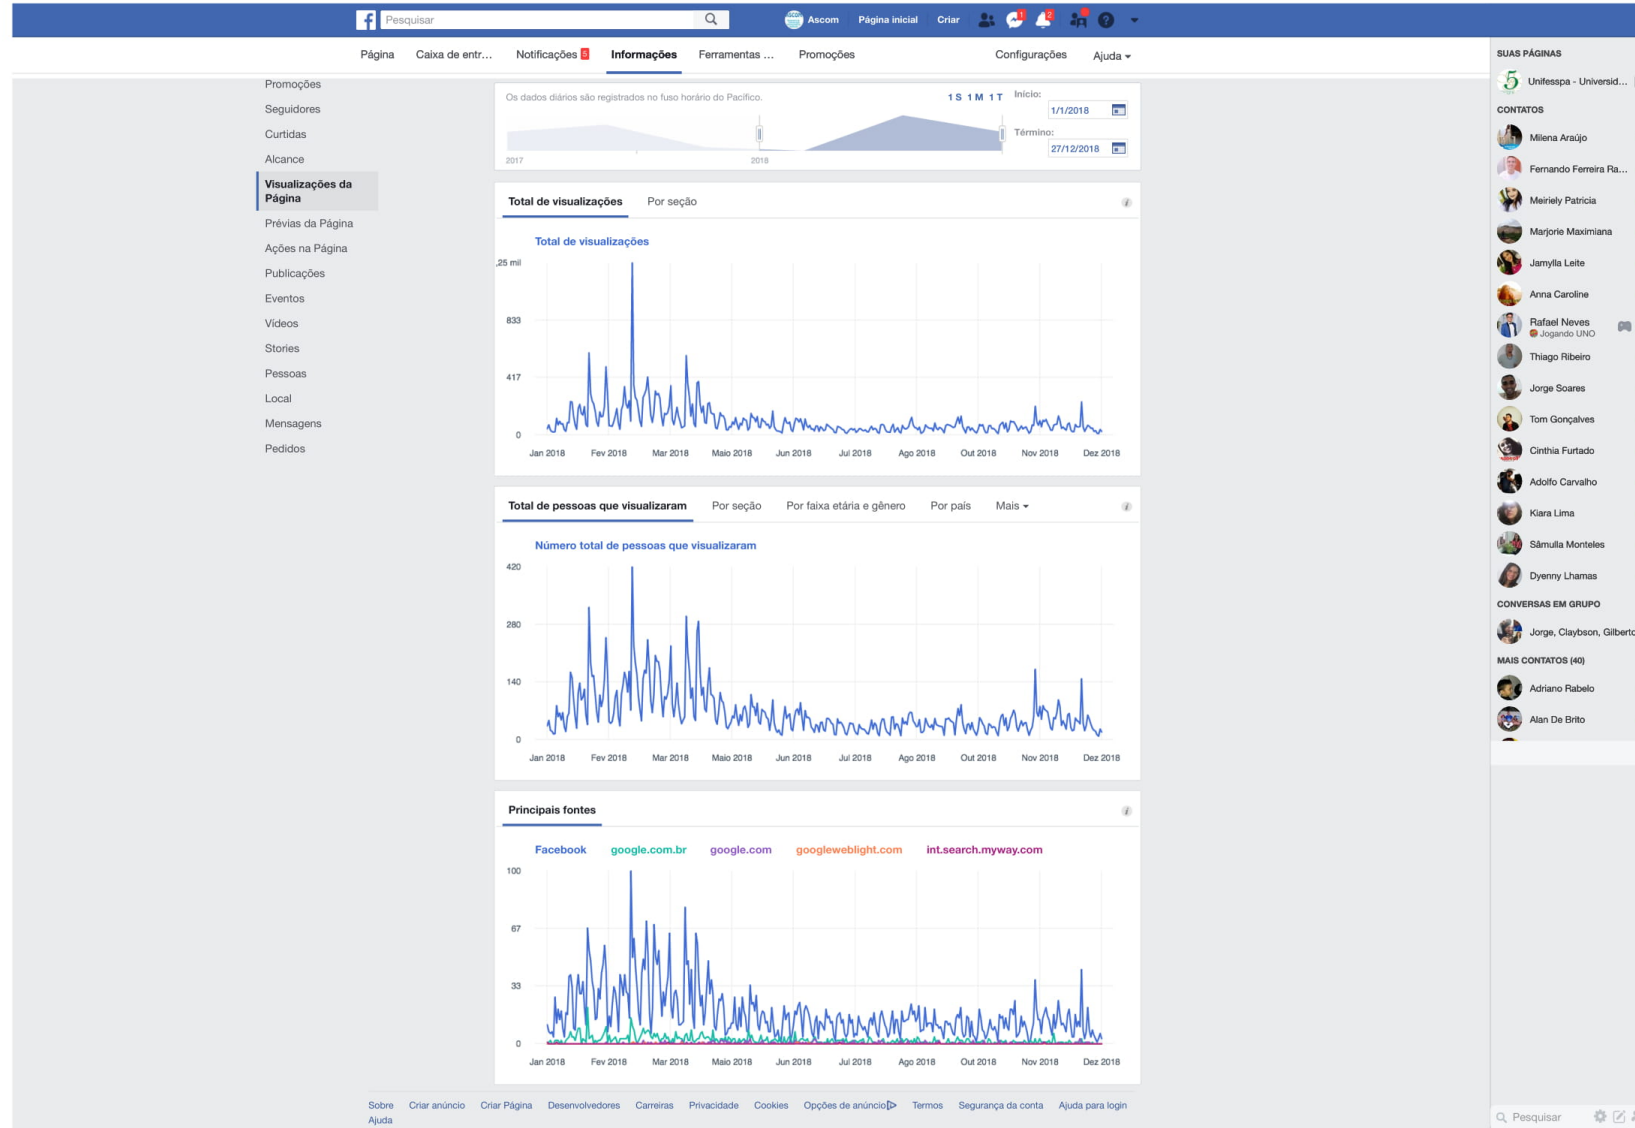 Pesquisar
Ascom
Página inicial
Criar
1
2
Página
Caixa de entr...
Notificações 5
Informações
Ferramentas ...
Promoções
Configurações
Ajuda
Promoções
Seguidores
Curtidas
Alcance
Visualizações da
Página
Prévias da Página
Ações na Página
Publicações
Eventos
Vídeos
Stories
Pessoas
Local
Mensagens
Pedidos
Os dados diários são registrados no fuso horário do Pacífico.
1 S 1 M 1 T
Início:
1/1/2018
Término:
27/12/2018
2017
2018
Total de visualizações
Por seção
Total de visualizações
,25 mil
833
417
0
Jan 2018 Fev 2018 Mar 2018 Maio 2018 Jun 2018 Jul 2018 Ago 2018 Out 2018 Nov 2018 Dez 2018
Total de pessoas que visualizaram
Por seção
Por faixa etária e gênero
Por país
Mais
Número total de pessoas que visualizaram
420
280
140
0
Jan 2018 Fev 2018 Mar 2018 Maio 2018 Jun 2018 Jul 2018 Ago 2018 Out 2018 Nov 2018 Dez 2018
Principais fontes
Facebook google.com.br google.com googleweblight.com int.search.myway.com
100
67
33
0
Jan 2018 Fev 2018 Mar 2018 Maio 2018 Jun 2018 Jul 2018 Ago 2018 Out 2018 Nov 2018 Dez 2018
Sobre Criar anúncio Criar Página Desenvolvedores Carreiras Privacidade Cookies Opções de anúncio Termos Segurança da conta Ajuda para login
Ajuda
SUAS PÁGINAS
Unifesspa - Universid...
CONTATOS
Milena Araújo
Fernando Ferreira Ra...
Meiriely Patricia
Marjorie Maximiana
Jamylla Leite
Anna Caroline
Rafael Neves
Jogando UNO
Thiago Ribeiro
Jorge Soares
Tom Gonçalves
Cinthia Furtado
Adolfo Carvalho
Kiara Lima
Sâmulla Monteles
Dyenny Lhamas
CONVERSAS EM GRUPO
Jorge, Claybson, Gilberto
MAIS CONTATOS (40)
Adriano Rabelo
Alan De Brito
Pesquisar